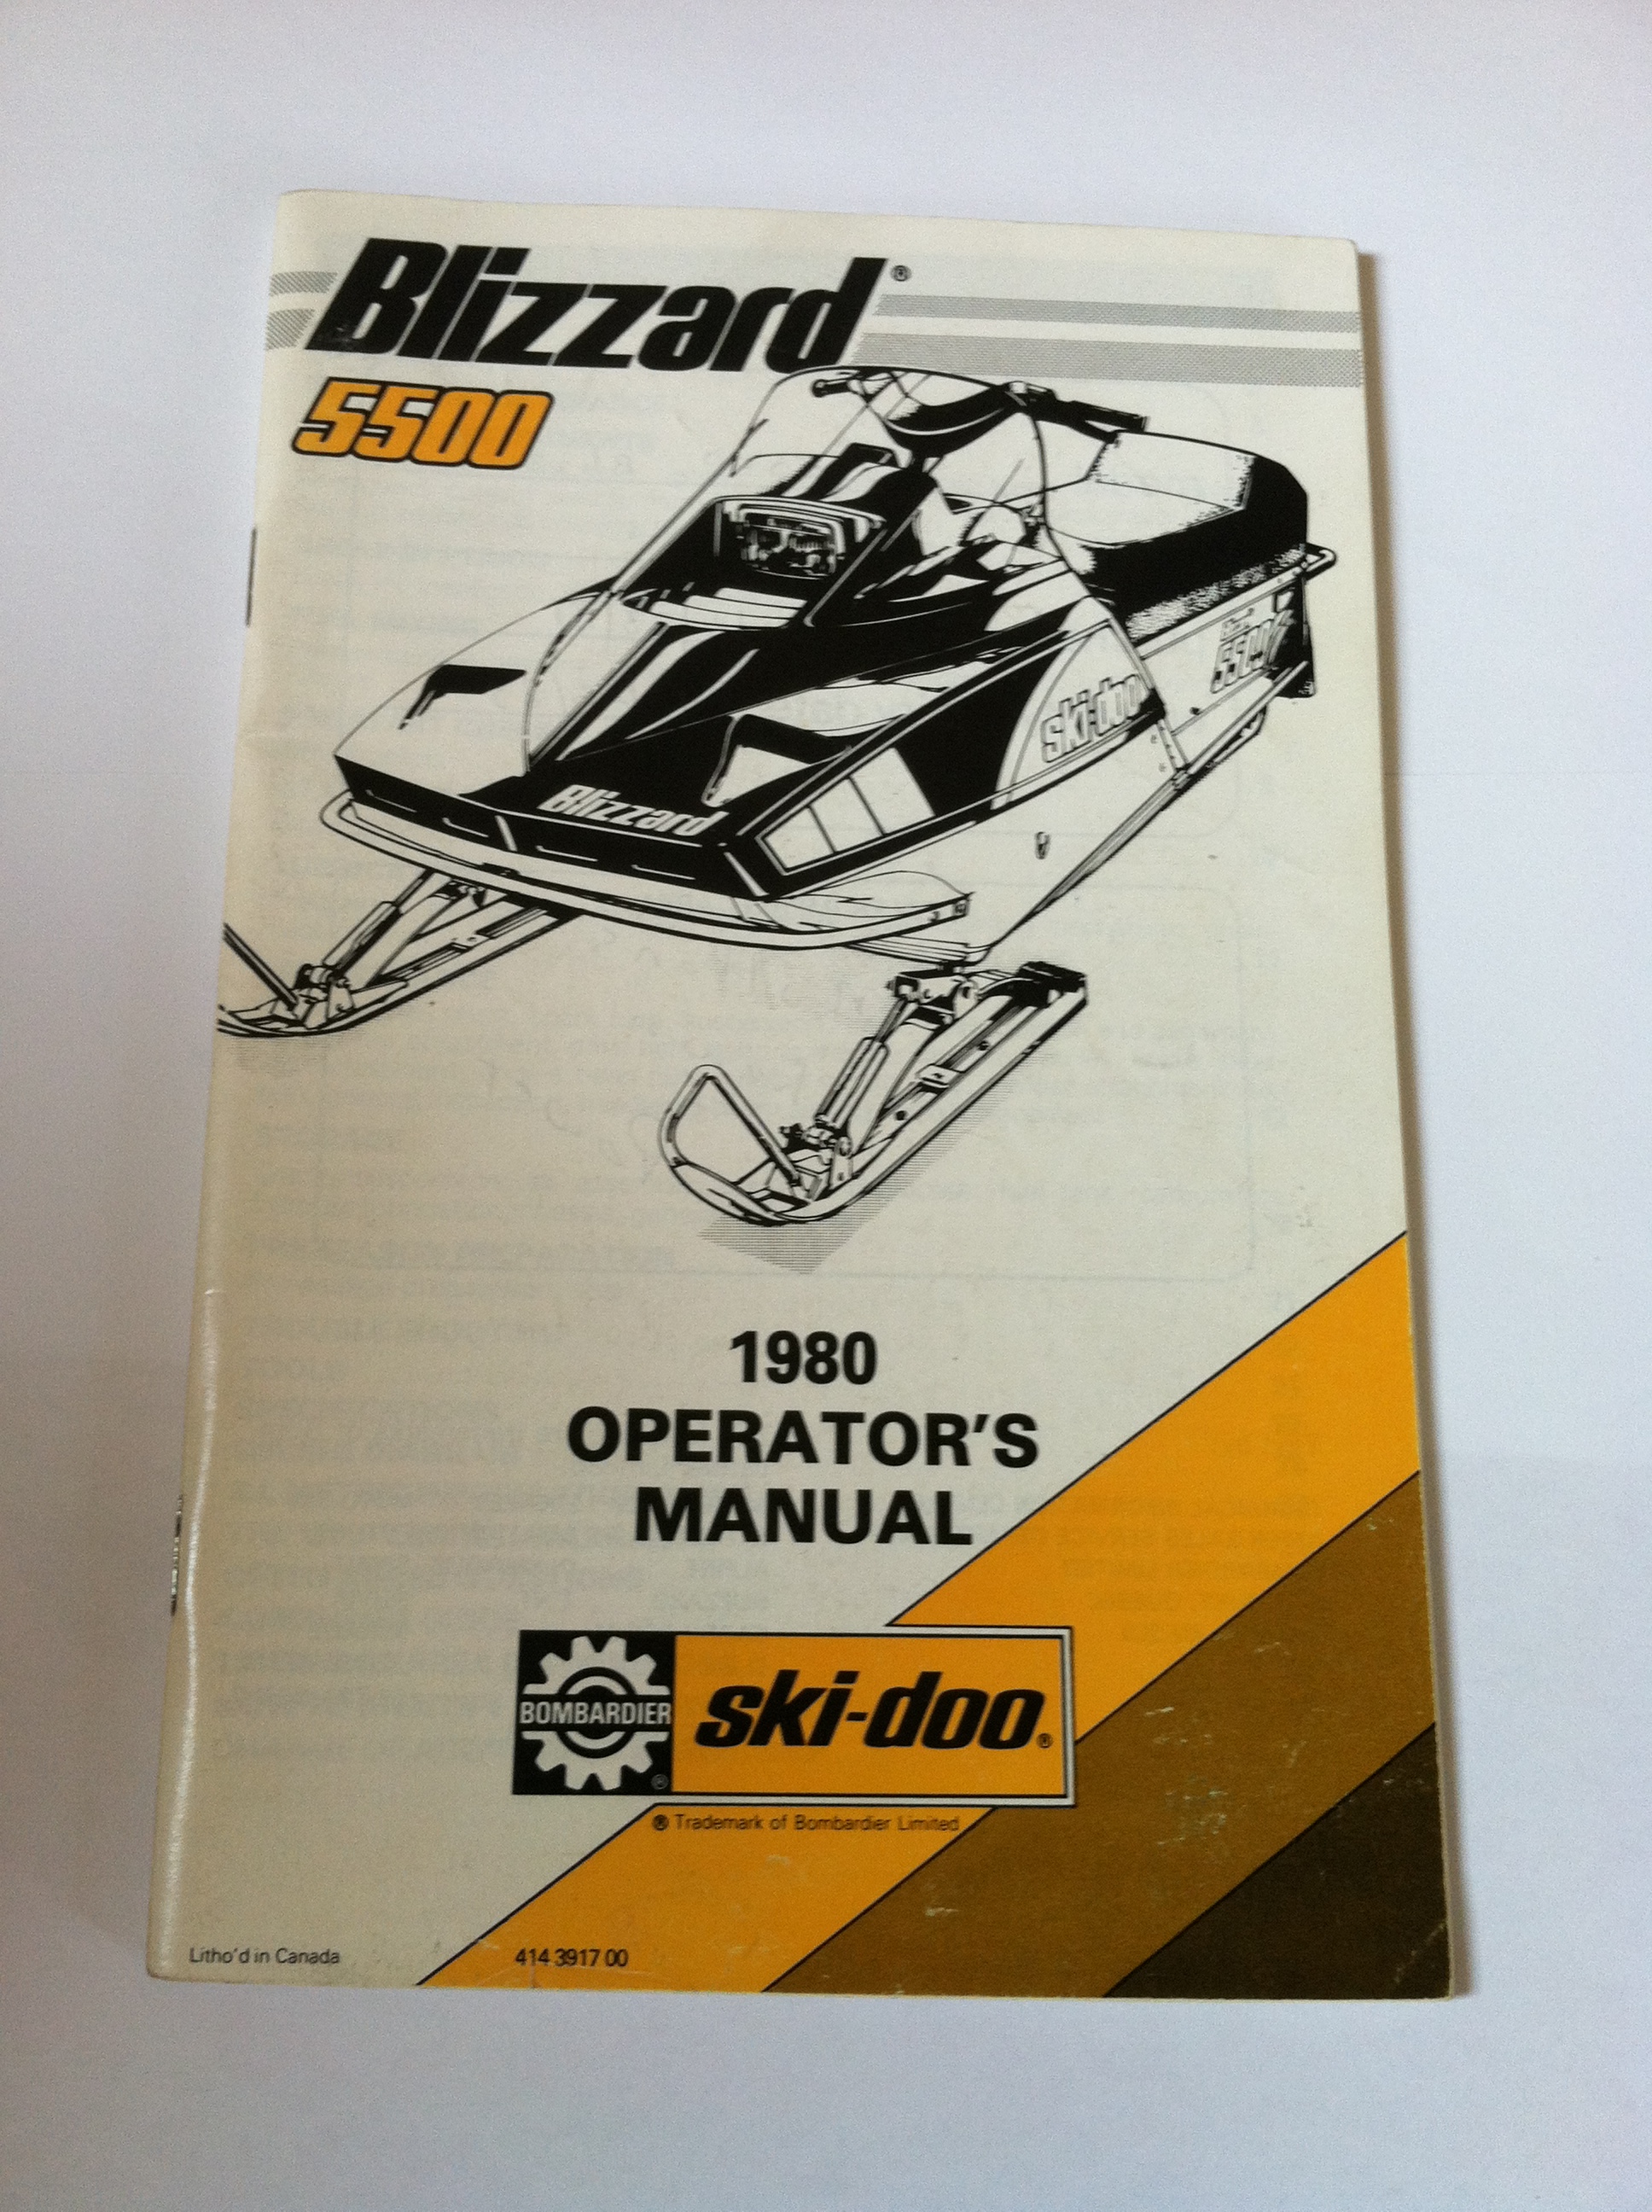 Blizzard®
5500
5500
ski-doo
Blizzard
1980
OPERATOR'S
MANUAL
BOMBARDIER ®
ski-doo®
® Trademark of Bombardier Limited
Litho'd in Canada
414 3917 00